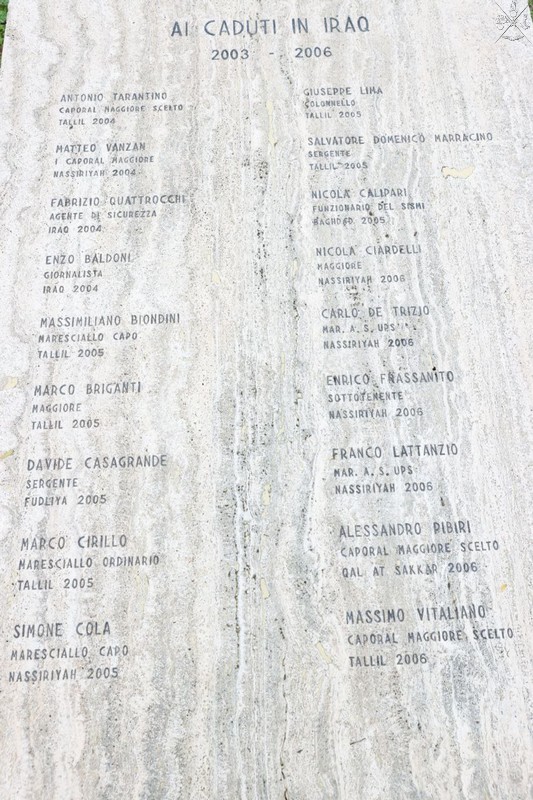 AI CADUTI IN IRAQ
2003 - 2006
ANTONIO TARANTINO
CAPORAL MAGGIORE SCELTO
TALLIL 2004
MATTEO VANZAN
I CAPORAL MAGGIORE
NASSIRIYAH 2004
FABRIZIO QUATTROCCHI
AGENTE DI SICUREZZA
IRAQ 2004
ENZO BALDONI
GIORNALISTA
IRAQ 2004
MASSIMILIANO BIONDINI
MARESCIALLO CAPO
TALLIL 2005
MARCO BRIGANTI
MAGGIORE
TALLIL 2005
DAVIDE CASAGRANDE
SERGENTE
FUDLIYA 2005
MARCO CIRILLO
MARESCIALLO ORDINARIO
TALLIL 2005
SIMONE COLA
MARESCIALLO CAPO
NASSIRIYAH 2005
GIUSEPPE LIMA
COLONNELLO
TALLIL 2005
SALVATORE DOMENICO MARRACINO
SERGENTE
TALLIL 2005
NICOLA CALIPARI
FUNZIONARIO DEL SISMI
BAGHDAD 2005
NICOLA CIARDELLI
MAGGIORE
NASSIRIYAH 2006
CARLO DE TRIZIO
MAR. A. S. UPS
NASSIRIYAH 2006
ENRICO FRASSANITO
SOTTOTENENTE
NASSIRIYAH 2006
FRANCO LATTANZIO
MAR. A. S. UPS
NASSIRIYAH 2006
ALESSANDRO PIBIRI
CAPORAL MAGGIORE SCELTO
QAL AT SAKKAR 2006
MASSIMO VITALIANO
CAPORAL MAGGIORE SCELTO
TALLIL 2006